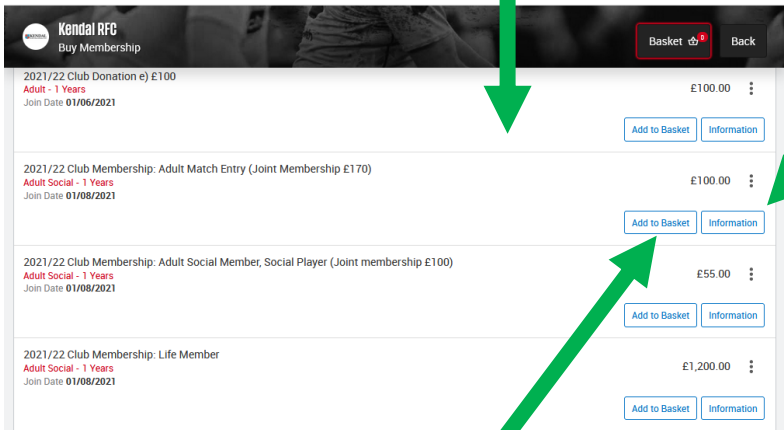 Kendal RFC
Buy Membership
Basket 0
Back
2021/22 Club Donation e) £100
Adult - 1 Years
Join Date 01/06/2021
£100.00
Add to Basket
Information
2021/22 Club Membership: Adult Match Entry (Joint Membership £170)
Adult Social - 1 Years
Join Date 01/08/2021
£100.00
Add to Basket
Information
2021/22 Club Membership: Adult Social Member, Social Player (Joint membership £100)
Adult Social - 1 Years
Join Date 01/08/2021
£55.00
Add to Basket
Information
2021/22 Club Membership: Life Member
Adult Social - 1 Years
Join Date 01/08/2021
£1,200.00
Add to Basket
Information